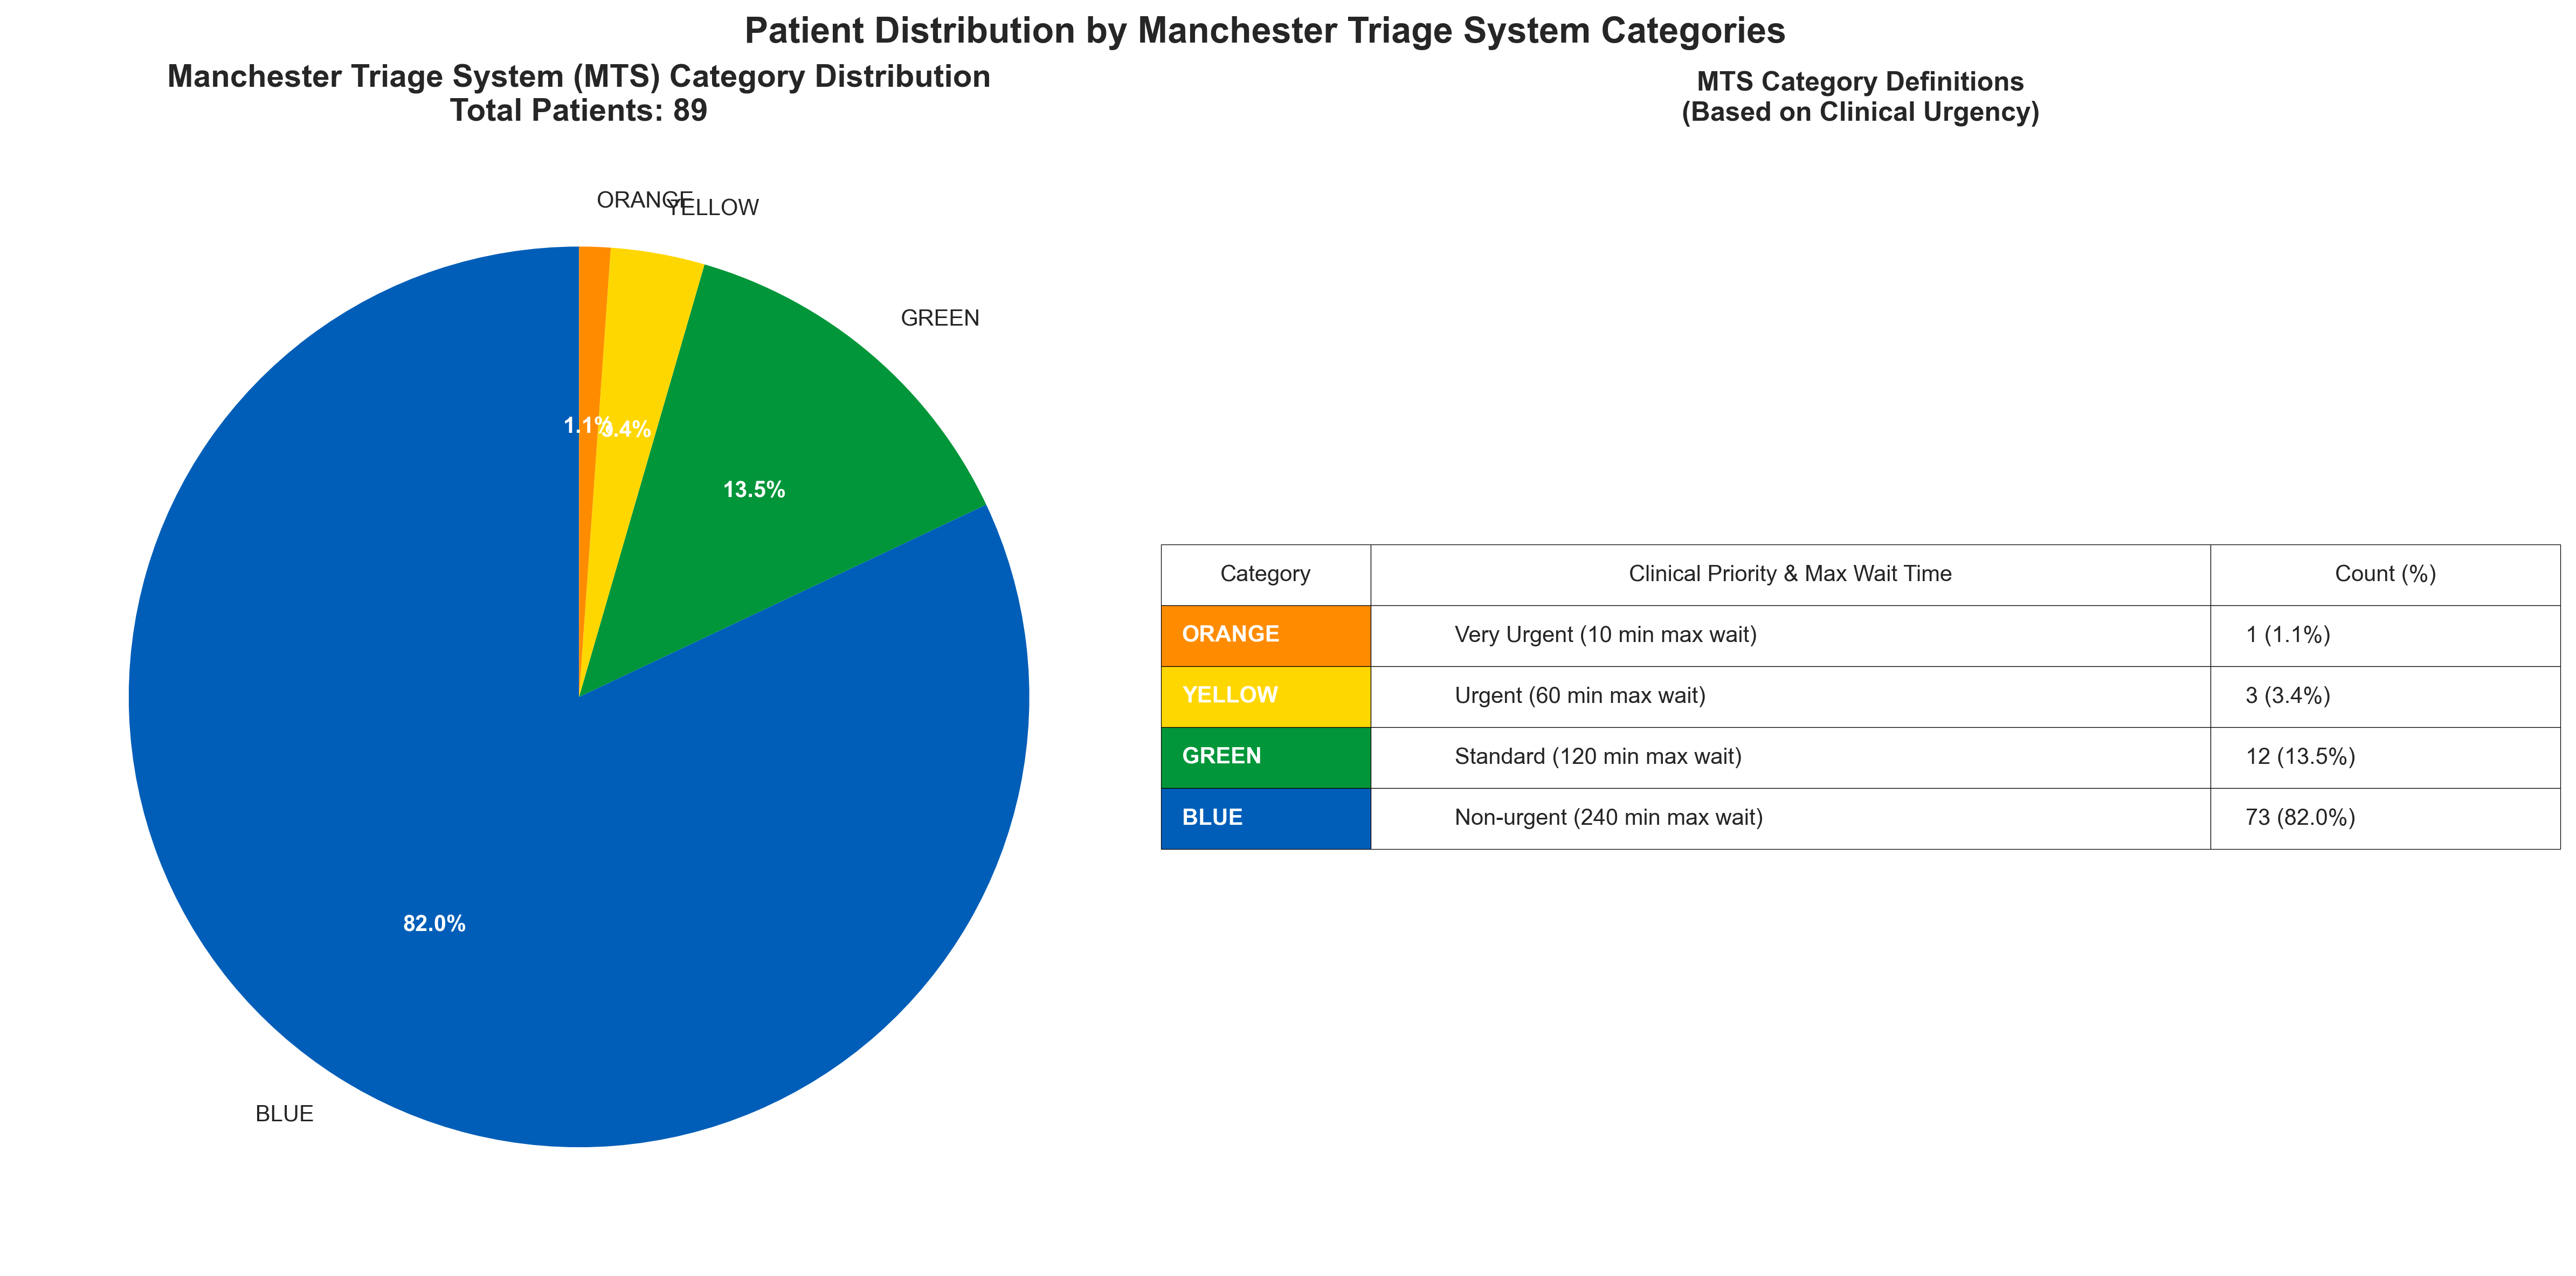 Patient Distribution by Manchester Triage System Categories
Manchester Triage System (MTS) Category Distribution
Total Patients: 89
ORANGE
YELLOW
GREEN
1.1%
3.4%
13.5%
82.0%
BLUE
MTS Category Definitions
(Based on Clinical Urgency)
Category Clinical Priority & Max Wait Time Count (%)
ORANGE Very Urgent (10 min max wait) 1 (1.1%)
YELLOW Urgent (60 min max wait) 3 (3.4%)
GREEN Standard (120 min max wait) 12 (13.5%)
BLUE Non-urgent (240 min max wait) 73 (82.0%)